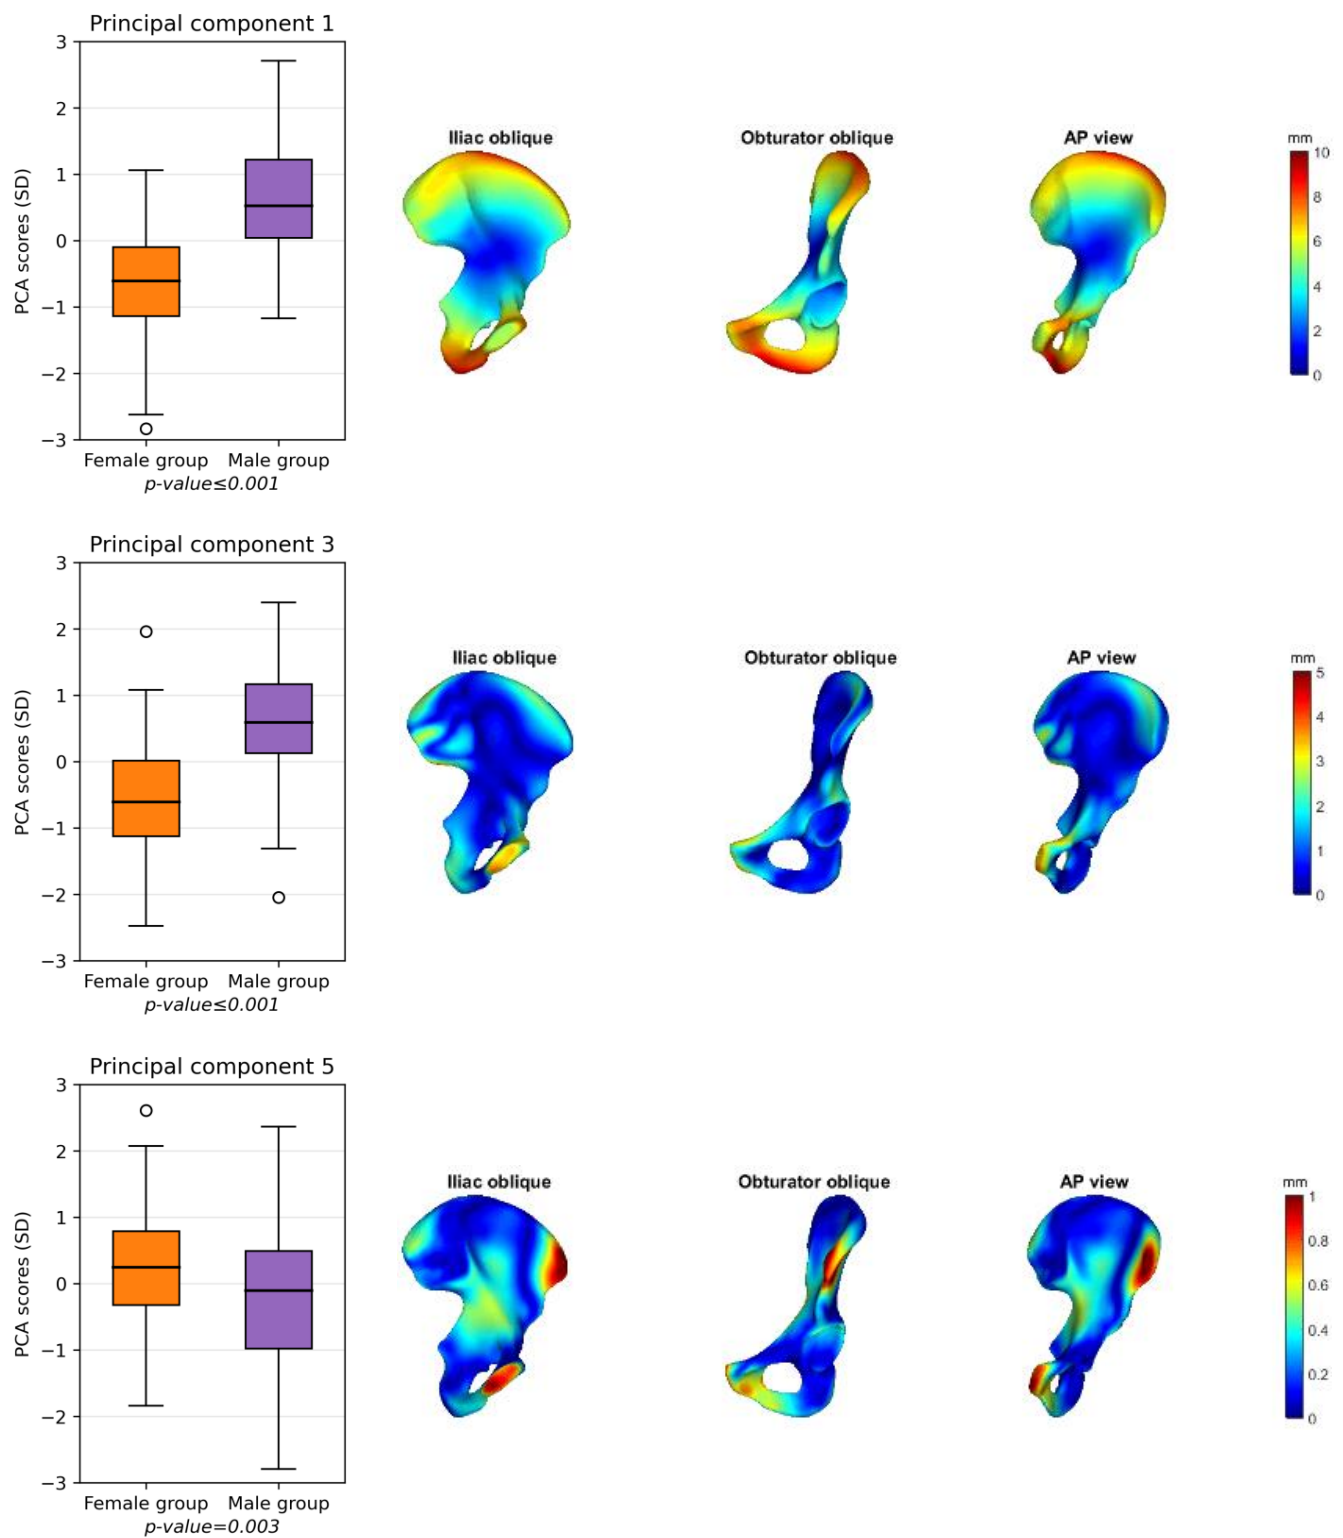 Principal component 1
3
2
1
0
−1
−2
−3
PCA scores (SD)
Female group Male group
p-value≤0.001
Iliac oblique
Obturator oblique
AP view
mm
10
8
6
4
2
0
Principal component 3
3
2
1
0
−1
−2
−3
PCA scores (SD)
Female group Male group
p-value≤0.001
Iliac oblique
Obturator oblique
AP view
mm
5
4
3
2
1
0
Principal component 5
3
2
1
0
−1
−2
−3
PCA scores (SD)
Female group Male group
p-value=0.003
Iliac oblique
Obturator oblique
AP view
mm
1
0.8
0.6
0.4
0.2
0